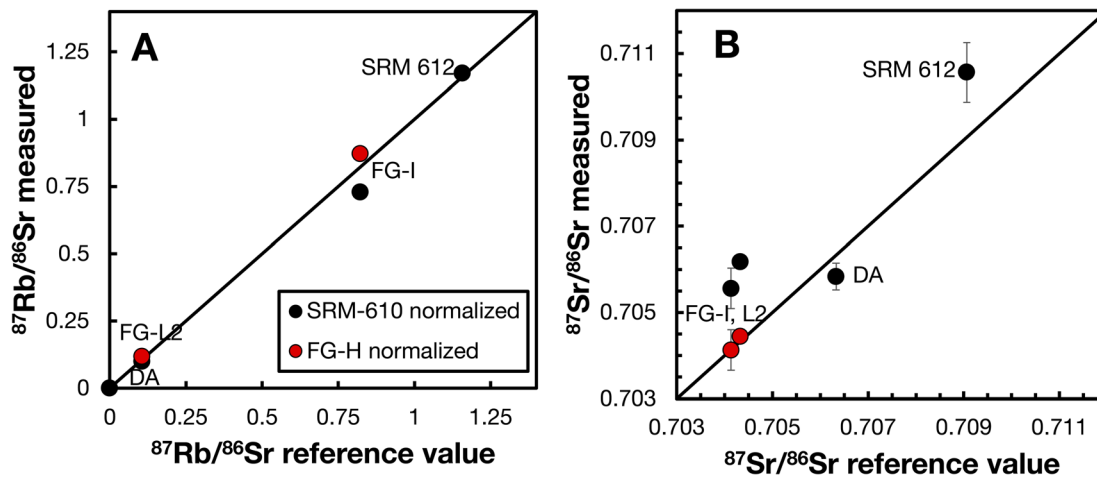 A
1.25
1
0.75
0.5
0.25
0
⁸⁷Rb/⁸⁶Sr measured
SRM 612
FG-I
FG-L2
DA
SRM-610 normalized
FG-H normalized
0
0.25
0.5
0.75
1
1.25
⁸⁷Rb/⁸⁶Sr reference value
B
0.711
0.709
0.707
0.705
0.703
⁸⁷Sr/⁸⁶Sr measured
SRM 612
DA
FG-I, L2
0.703
0.705
0.707
0.709
0.711
⁸⁷Sr/⁸⁶Sr reference value